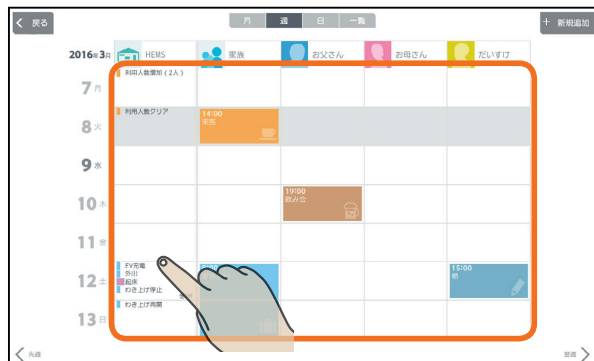 戻る
月 週 日 一覧
+ 新規追加
2016年3月 HEMS 家族 お父さん お母さん だいすけ
7月
利用人数増加(2人)
8火
利用人数クリア
14:00
来客
9水
10木
19:00
飲み会
11金
12土
EV充電
外出
起床
わき上げ停止
15:00
塾
13日
わき上げ再開
先週
翌週